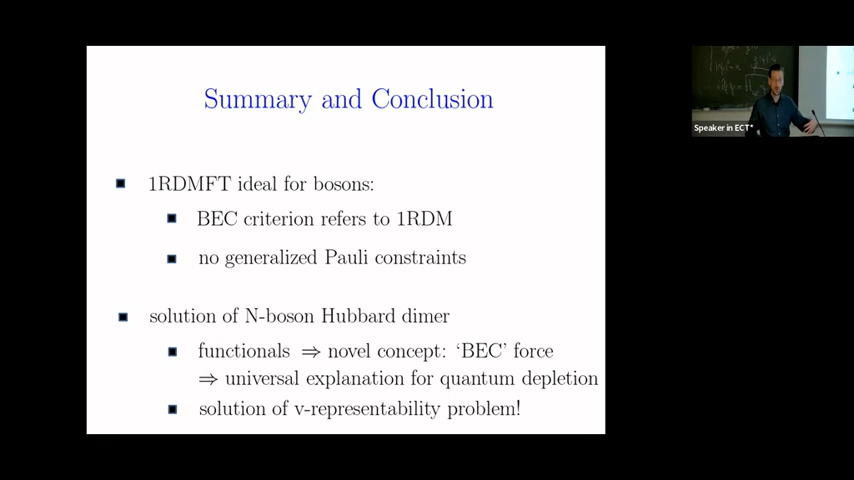 Summary and Conclusion
1RDMFT ideal for bosons:
BEC criterion refers to 1RDM
no generalized Pauli constraints
solution of N-boson Hubbard dimer
functionals ⇒ novel concept: ‘BEC’ force
⇒ universal explanation for quantum depletion
solution of v-representability problem!
Speaker in ECT*